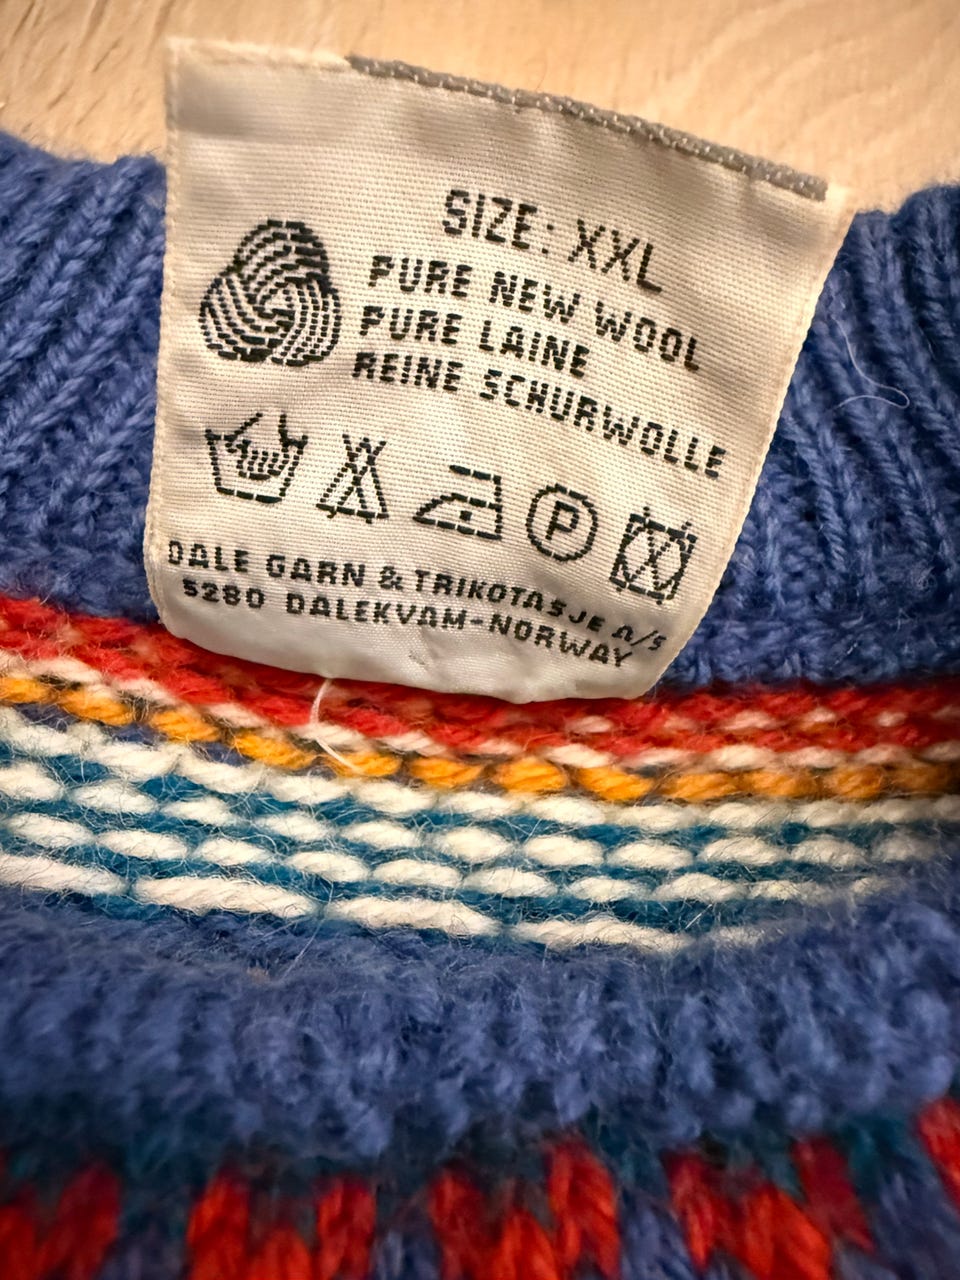 SIZE: XXL
PURE NEW WOOL
PURE LAINE
REINE SCHURWOLLE
P
DALE GARN & TRIKOTASJE A/S
5280 DALEKVAM-NORWAY